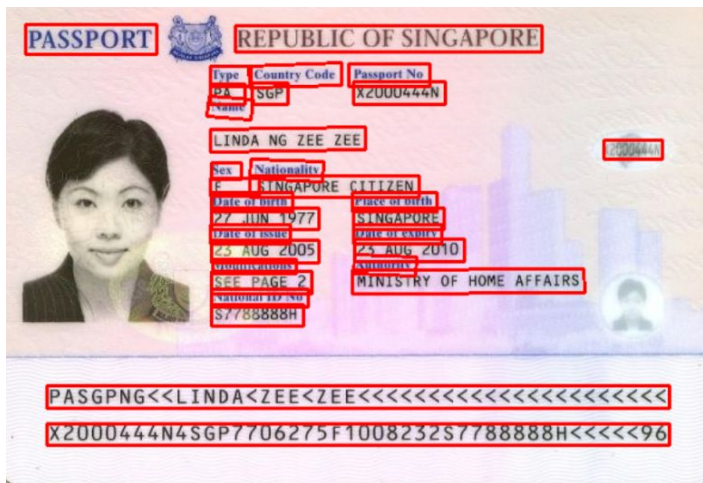 PASSPORT REPUBLIC OF SINGAPORE
Type Country Code Passport No
PA SGP X2000444N
Name
LINDA NG ZEE ZEE
X2000444N
Sex Nationality
F SINGAPORE CITIZEN
Date of birth Place of birth
27 JUN 1977 SINGAPORE
Date of issue Date of expiry
23 AUG 2005 23 AUG 2010
Modifications Authority
SEE PAGE 2 MINISTRY OF HOME AFFAIRS
National ID No
S7788888H
PASGPNG<<LINDA<ZEE<ZEE<<<<<<<<<<<<<<<<<<<<<<
X2000444N4SGP7706275F1008232S7788888H<<<<<96